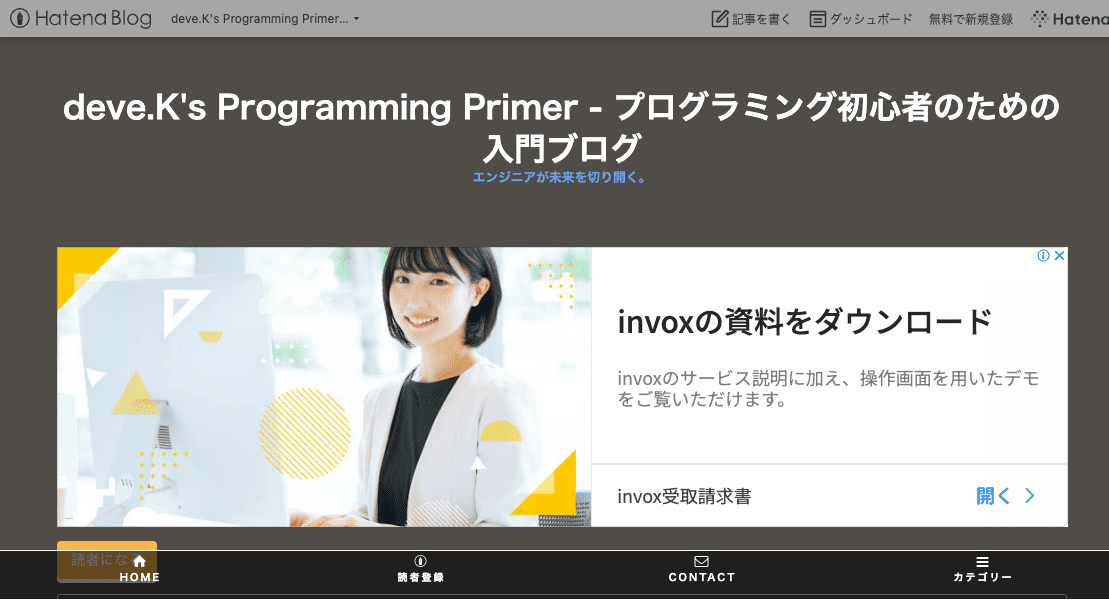 Hatena Blog
deve.K's Programming Primer...
記事を書く
ダッシュボード
無料で新規登録
Hatena
deve.K's Programming Primer - プログラミング初心者のための
入門ブログ
エンジニアが未来を切り開く。
invoxの資料をダウンロード
invoxのサービス説明に加え、操作画面を用いたデモ
をご覧いただけます。
invox受取請求書
開く
読者にな
HOME
読者登録
CONTACT
カテゴリー